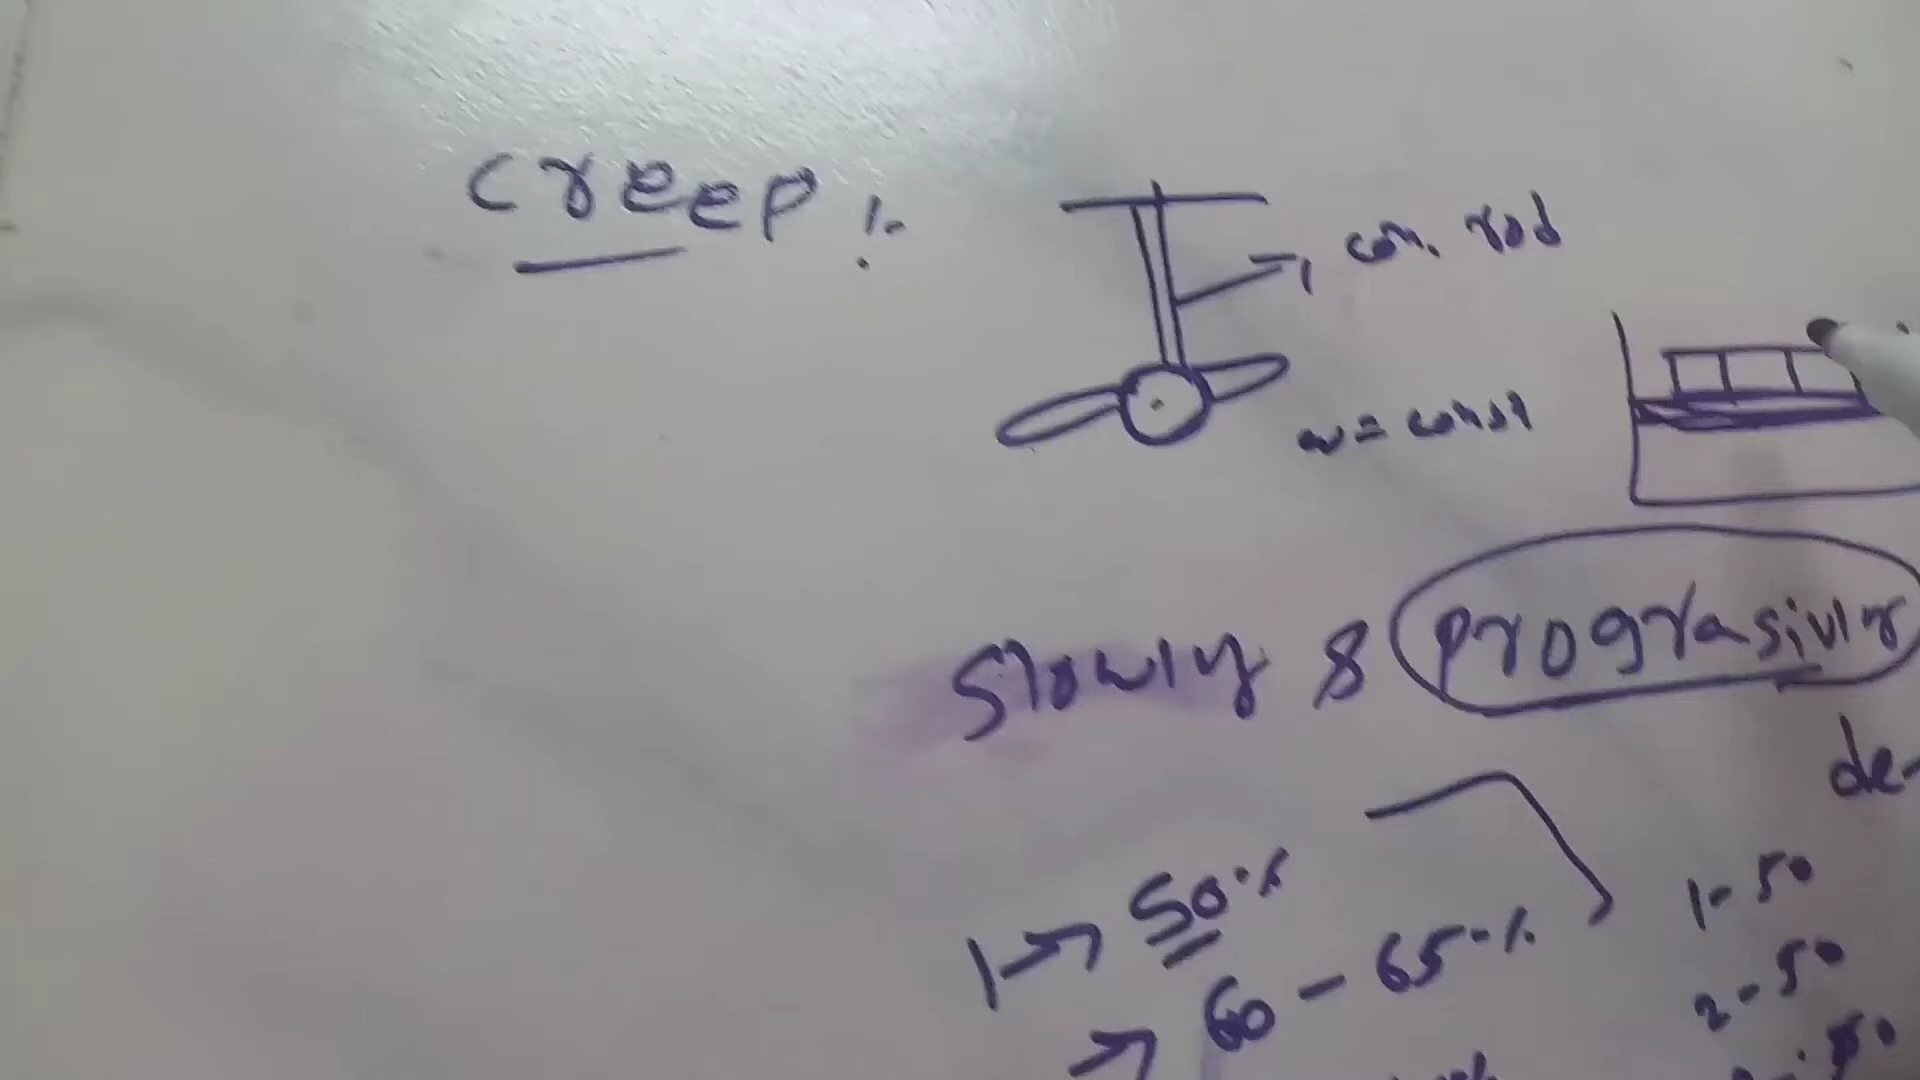 creep :-
con. rod
w = const
Slowly & prograsivly
de-
1 → 50%
→ 60 - 65%
1- 50
2- 50